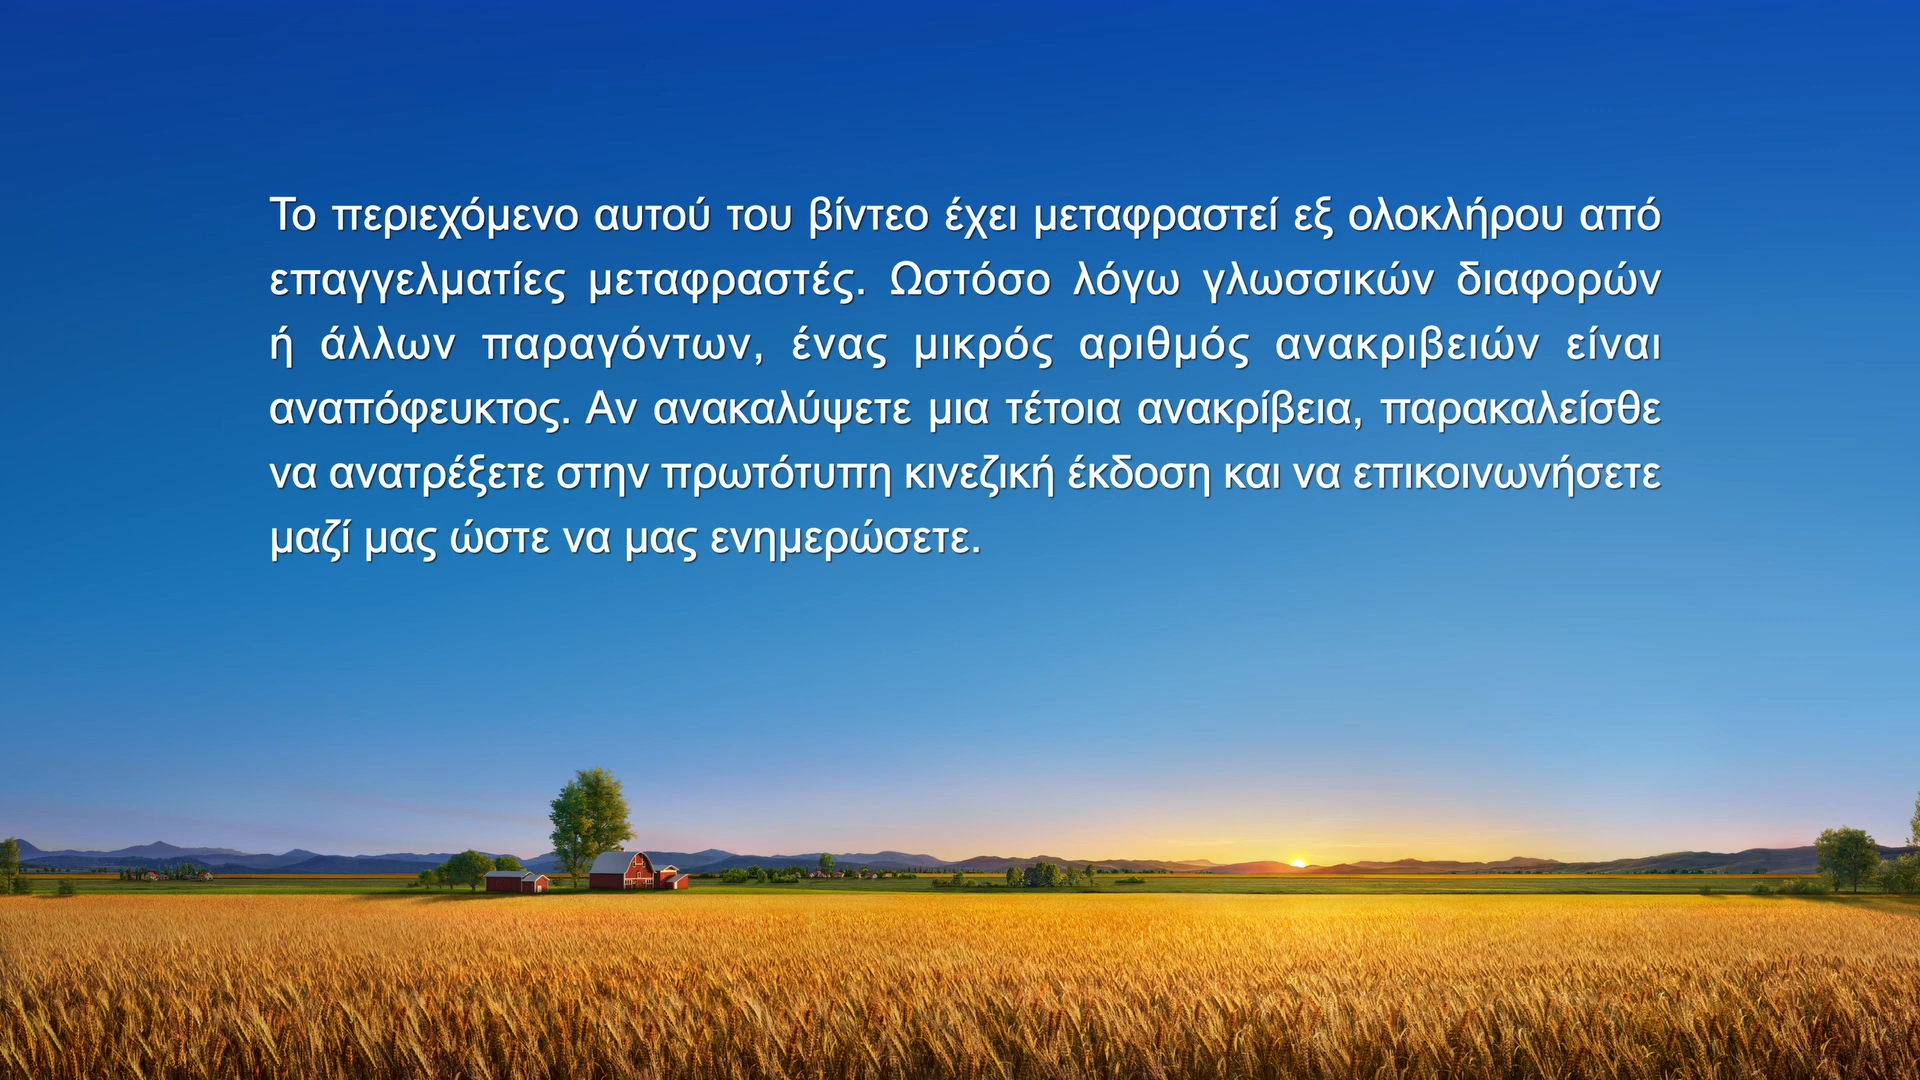 Το περιεχόμενο αυτού του βίντεο έχει μεταφραστεί εξ ολοκλήρου από
επαγγελματίες μεταφραστές. Ωστόσο λόγω γλωσσικών διαφορών
ή άλλων παραγόντων, ένας μικρός αριθμός ανακριβειών είναι
αναπόφευκτος. Αν ανακαλύψετε μια τέτοια ανακρίβεια, παρακαλείσθε
να ανατρέξετε στην πρωτότυπη κινεζική έκδοση και να επικοινωνήσετε
μαζί μας ώστε να μας ενημερώσετε.